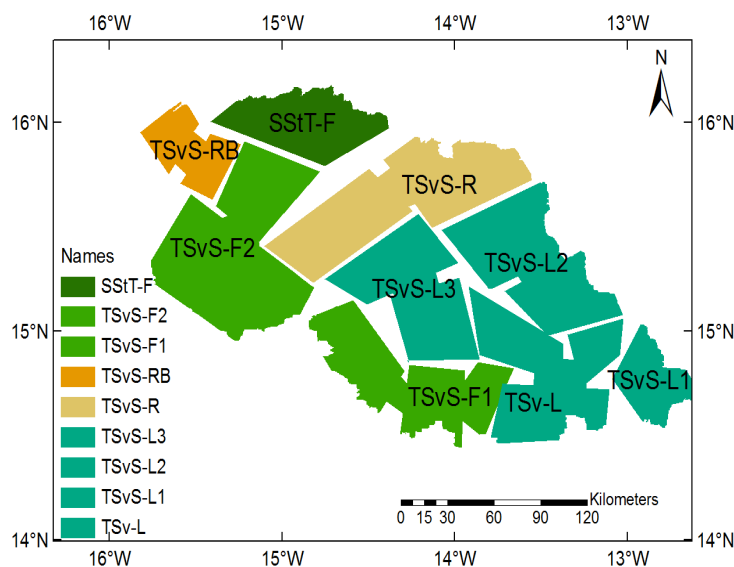 16°W 15°W 14°W 13°W
N
16°N 16°N
SStT-F
TSvS-RB
TSvS-R
TSvS-F2
TSvS-L2
TSvS-L3
Names
SStT-F
TSvS-F2
TSvS-F1
TSvS-RB
TSvS-R
TSvS-L3
TSvS-L2
TSvS-L1
TSv-L
15°N 15°N
TSvS-L1
TSvS-F1
TSv-L
Kilometers
0 15 30 60 90 120
14°N 14°N
16°W 15°W 14°W 13°W